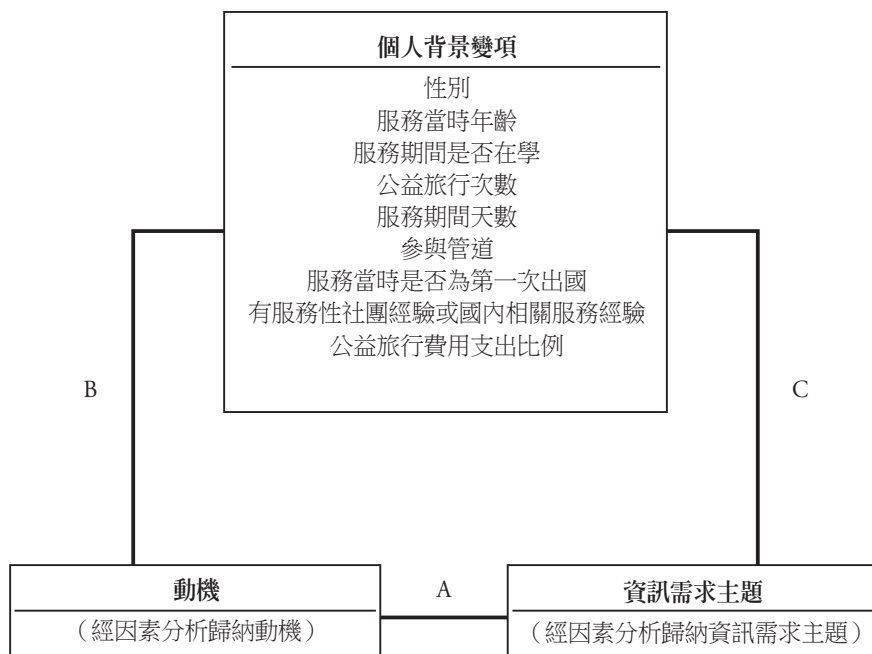 個人背景變項
性別
服務當時年齡
服務期間是否在學
公益旅行次數
服務期間天數
參與管道
服務當時是否為第一次出國
有服務性社團經驗或國內相關服務經驗
公益旅行費用支出比例
B
C
動機
（經因素分析歸納動機）
A
資訊需求主題
（經因素分析歸納資訊需求主題）